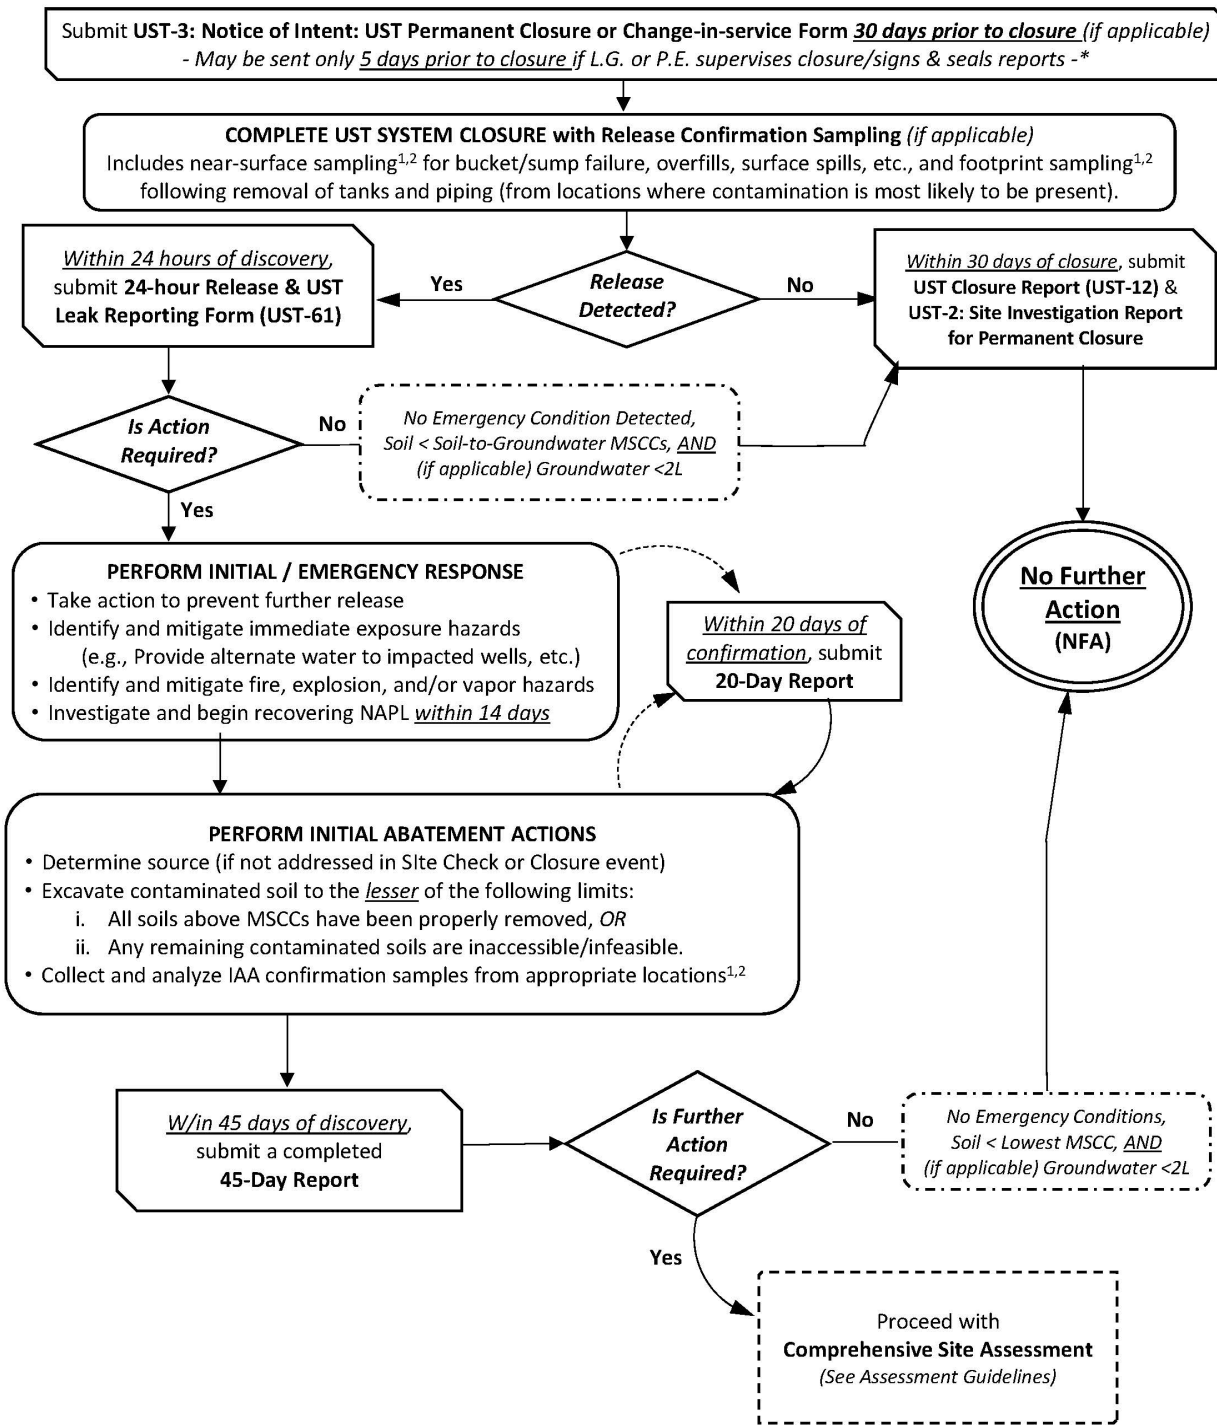 Submit UST-3: Notice of Intent: UST Permanent Closure or Change-in-service Form 30 days prior to closure (if applicable)
- May be sent only 5 days prior to closure if L.G. or P.E. supervises closure/signs & seals reports -*
COMPLETE UST SYSTEM CLOSURE with Release Confirmation Sampling (if applicable)
Includes near-surface sampling1,2 for bucket/sump failure, overfills, surface spills, etc., and footprint sampling1,2
following removal of tanks and piping (from locations where contamination is most likely to be present).
Within 24 hours of discovery,
submit 24-hour Release & UST
Leak Reporting Form (UST-61)
Yes
Release
Detected?
No
Within 30 days of closure, submit
UST Closure Report (UST-12) &
UST-2: Site Investigation Report
for Permanent Closure
Is Action
Required?
No
No Emergency Condition Detected,
Soil < Soil-to-Groundwater MSCCs, AND
(if applicable) Groundwater <2L
Yes
PERFORM INITIAL / EMERGENCY RESPONSE
• Take action to prevent further release
• Identify and mitigate immediate exposure hazards
(e.g., Provide alternate water to impacted wells, etc.)
• Identify and mitigate fire, explosion, and/or vapor hazards
• Investigate and begin recovering NAPL within 14 days
Within 20 days of
confirmation, submit
20-Day Report
No Further
Action
(NFA)
PERFORM INITIAL ABATEMENT ACTIONS
• Determine source (if not addressed in SIte Check or Closure event)
• Excavate contaminated soil to the lesser of the following limits:
i. All soils above MSCCs have been properly removed, OR
ii. Any remaining contaminated soils are inaccessible/infeasible.
• Collect and analyze IAA confirmation samples from appropriate locations1,2
W/in 45 days of discovery,
submit a completed
45-Day Report
Is Further
Action
Required?
No
No Emergency Conditions,
Soil < Lowest MSCC, AND
(if applicable) Groundwater <2L
Yes
Proceed with
Comprehensive Site Assessment
(See Assessment Guidelines)